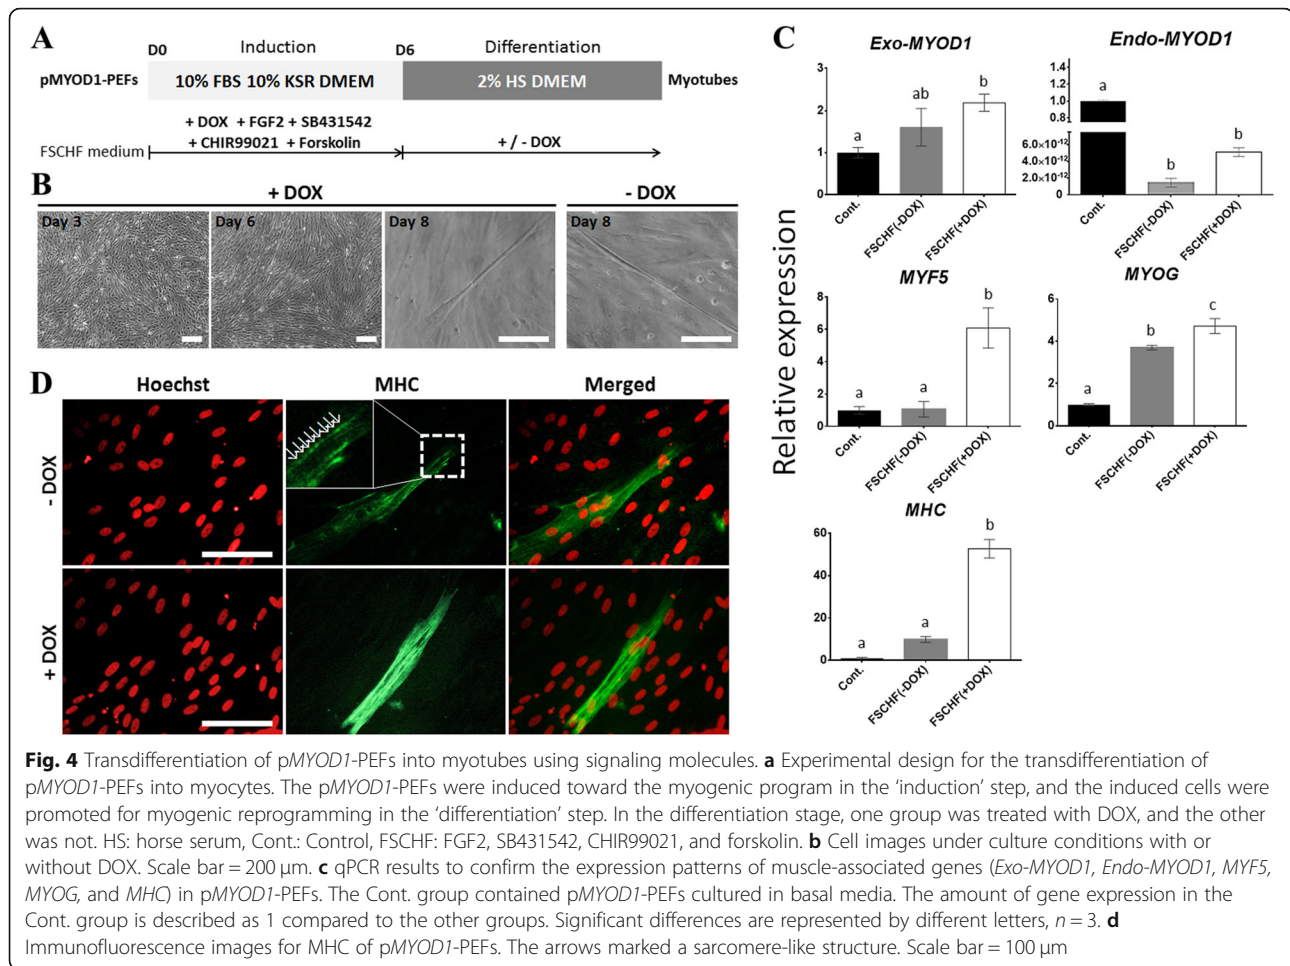 A
D0 Induction D6 Differentiation
pMYOD1-PEFs 10% FBS 10% KSR DMEM 2% HS DMEM Myotubes
+ DOX + FGF2 + SB431542
FSCHF medium + CHIR99021 + Forskolin + / - DOX
B
+ DOX - DOX
Day 3 Day 6 Day 8 Day 8
C
Relative expression
Exo-MYOD1
3
2
1
0
a ab b
Cont. FSCHF(-DOX) FSCHF(+DOX)
Endo-MYOD1
1.4
1.2
1.0
0.8
6.0×10-12
4.0×10-12
2.0×10-12
0
a b b
Cont. FSCHF(-DOX) FSCHF(+DOX)
MYF5
8
6
4
2
0
a a b
Cont. FSCHF(-DOX) FSCHF(+DOX)
MYOG
6
4
2
0
a b c
Cont. FSCHF(-DOX) FSCHF(+DOX)
MHC
60
40
20
0
a a b
Cont. FSCHF(-DOX) FSCHF(+DOX)
D
Hoechst MHC Merged
- DOX
+ DOX
Fig. 4 Transdifferentiation of pMYOD1-PEFs into myotubes using signaling molecules. a Experimental design for the transdifferentiation of
pMYOD1-PEFs into myocytes. The pMYOD1-PEFs were induced toward the myogenic program in the ‘induction’ step, and the induced cells were
promoted for myogenic reprogramming in the ‘differentiation’ step. In the differentiation stage, one group was treated with DOX, and the other
was not. HS: horse serum, Cont.: Control, FSCHF: FGF2, SB431542, CHIR99021, and forskolin. b Cell images under culture conditions with or
without DOX. Scale bar = 200 μm. c qPCR results to confirm the expression patterns of muscle-associated genes (Exo-MYOD1, Endo-MYOD1, MYF5,
MYOG, and MHC) in pMYOD1-PEFs. The Cont. group contained pMYOD1-PEFs cultured in basal media. The amount of gene expression in the
Cont. group is described as 1 compared to the other groups. Significant differences are represented by different letters, n = 3. d
Immunofluorescence images for MHC of pMYOD1-PEFs. The arrows marked a sarcomere-like structure. Scale bar = 100 μm